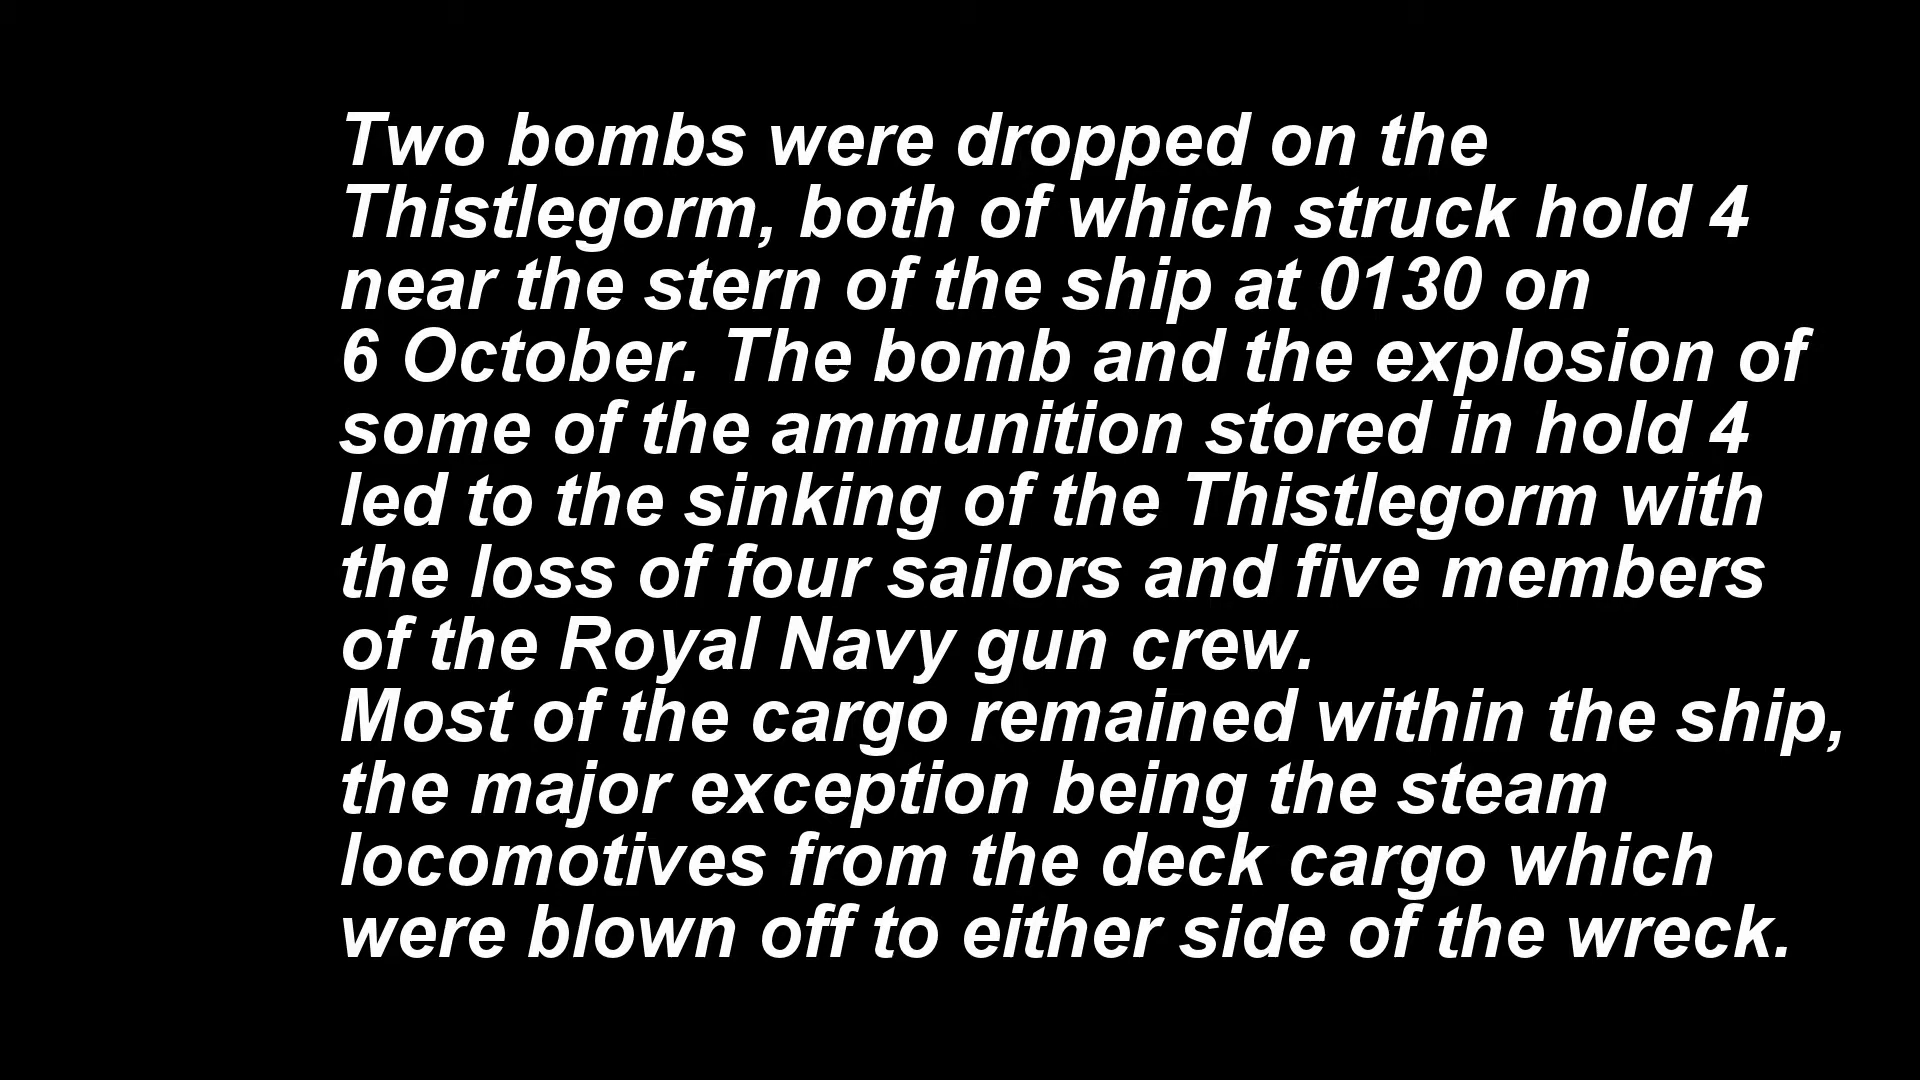 Two bombs were dropped on the
Thistlegorm, both of which struck hold 4
near the stern of the ship at 0130 on
6 October. The bomb and the explosion of
some of the ammunition stored in hold 4
led to the sinking of the Thistlegorm with
the loss of four sailors and five members
of the Royal Navy gun crew.
Most of the cargo remained within the ship,
the major exception being the steam
locomotives from the deck cargo which
were blown off to either side of the wreck.